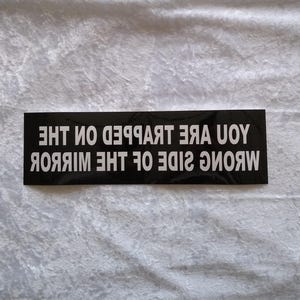 YOU ARE TRAPPED ON THE
WRONG SIDE OF THE MIRROR